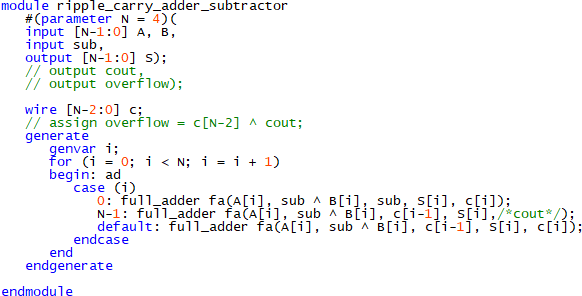 module ripple_carry_adder_subtractor
#(parameter N = 4)(
input [N-1:0] A, B,
input sub,
output [N-1:0] S);
// output cout,
// output overflow);
wire [N-2:0] c;
// assign overflow = c[N-2] ^ cout;
generate
genvar i;
for (i = 0; i < N; i = i + 1)
begin: ad
case (i)
0: full_adder fa(A[i], sub ^ B[i], sub, S[i], c[i]);
N-1: full_adder fa(A[i], sub ^ B[i], c[i-1], S[i],/*cout*/);
default: full_adder fa(A[i], sub ^ B[i], c[i-1], S[i], c[i]);
endcase
end
endgenerate
endmodule